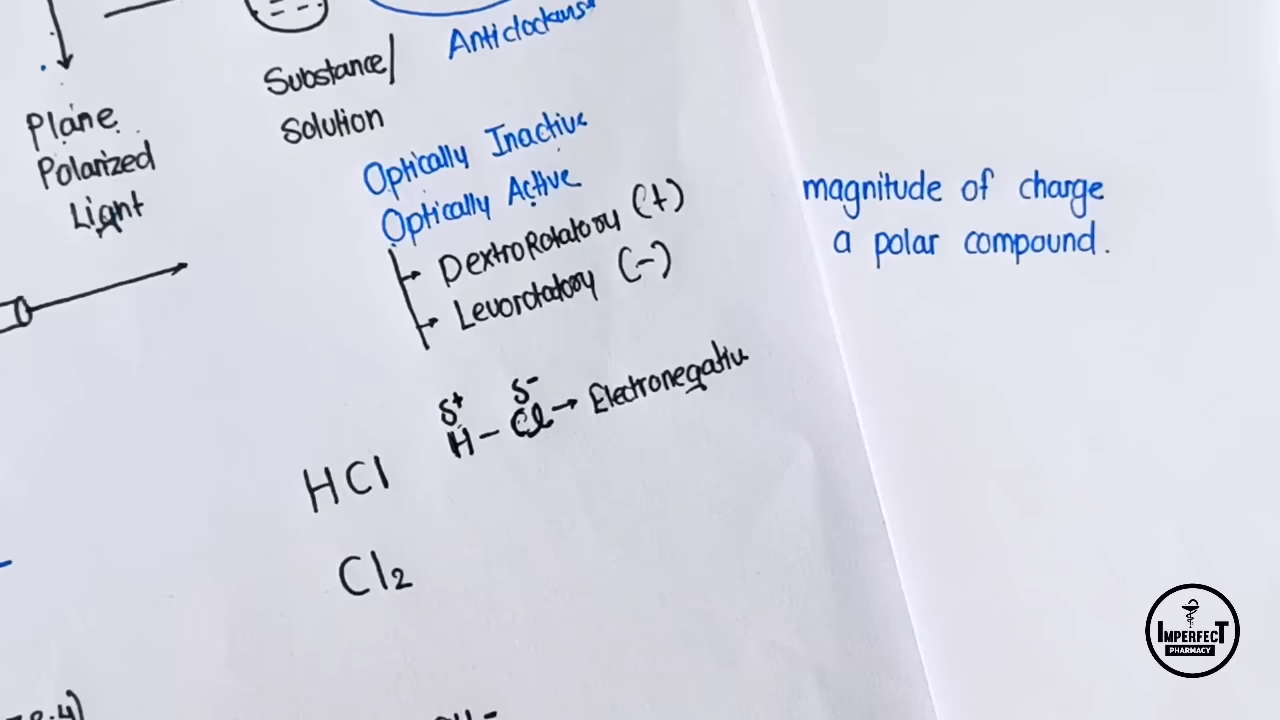 Anticlockwise
Substance/
Solution
Plane
Polarized
Light
Optically Inactive
Optically Active
DextroRotatory (+)
Levorotatory (-)
magnitude of charge
a polar compound.
δ+ δ-
H - Cl → Electronegativ
HCl
Cl2
IMPERFECT
PHARMACY